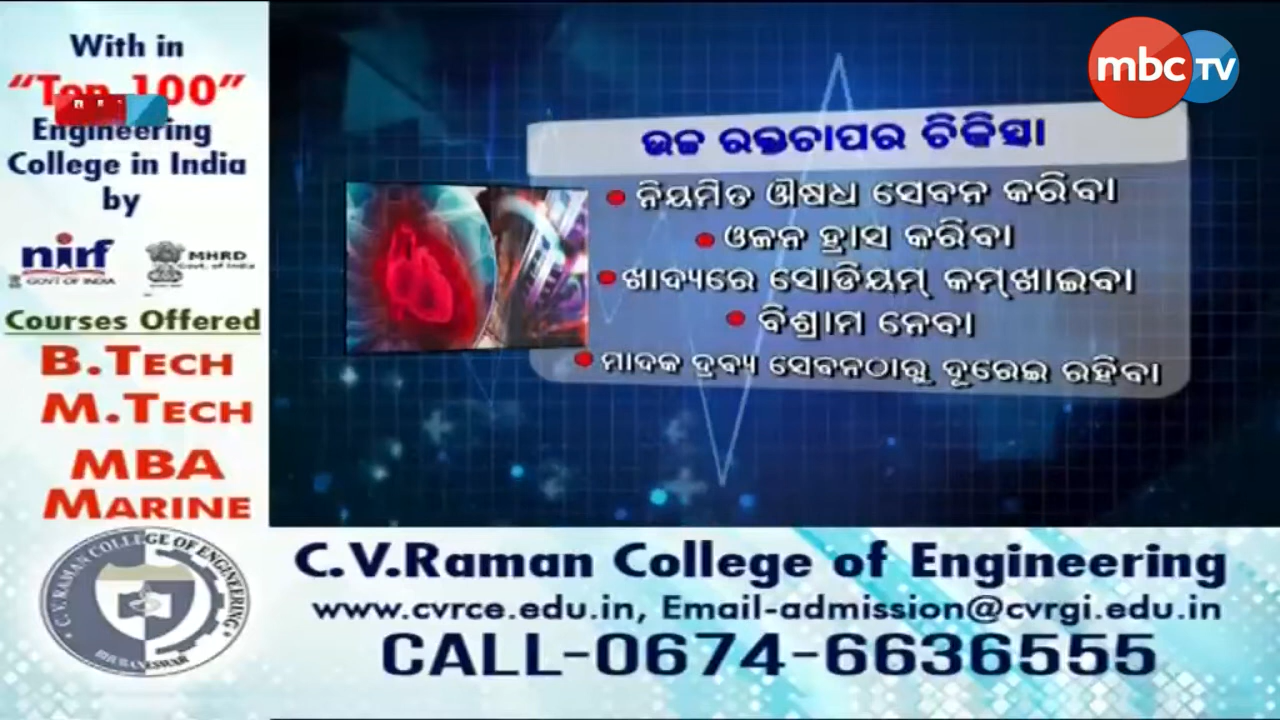 With in
"Top 100"
Engineering
College in India
by
nirf
GOVT OF INDIA
MHRD
Govt. of India
Courses Offered
B.TECH
M.TECH
MBA
MARINE
C.V.RAMAN COLLEGE OF ENGINEERING
BHUBANESWAR
mbc TV
ଉଚ୍ଚ ରକ୍ତଚାପର ଚିକିତ୍ସା
ନିୟମିତ ଔଷଧ ସେବନ କରିବା
ଓଜନ ହ୍ରାସ କରିବା
ଖାଦ୍ୟରେ ସୋଡିୟମ୍ କମ୍‌ଖାଇବା
ବିଶ୍ରାମ ନେବା
ମାଦକ ଦ୍ରବ୍ୟ ସେବନଠାରୁ ଦୂରେଇ ରହିବା
C.V.Raman College of Engineering
www.cvrce.edu.in, Email-admission@cvrgi.edu.in
CALL-0674-6636555